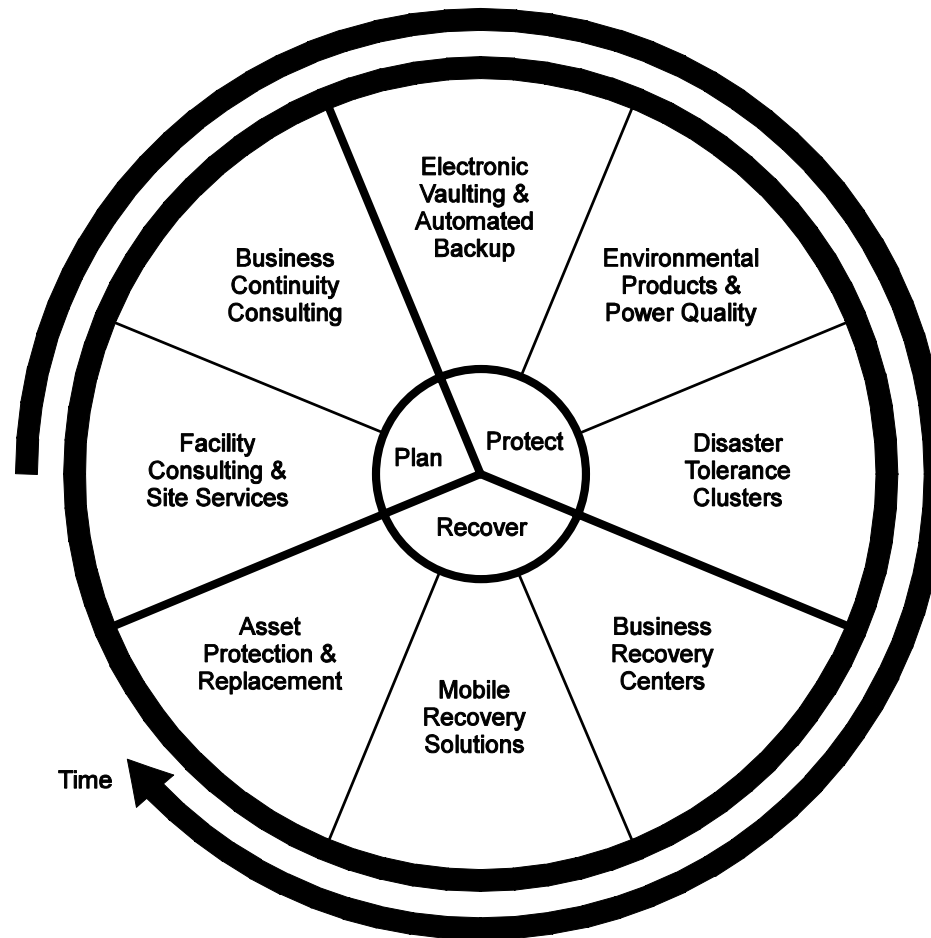 Electronic
Vaulting &
Automated
Backup
Environmental
Products &
Power Quality
Disaster
Tolerance
Clusters
Business
Recovery
Centers
Mobile
Recovery
Solutions
Asset
Protection &
Replacement
Facility
Consulting &
Site Services
Business
Continuity
Consulting
Plan
Protect
Recover
Time